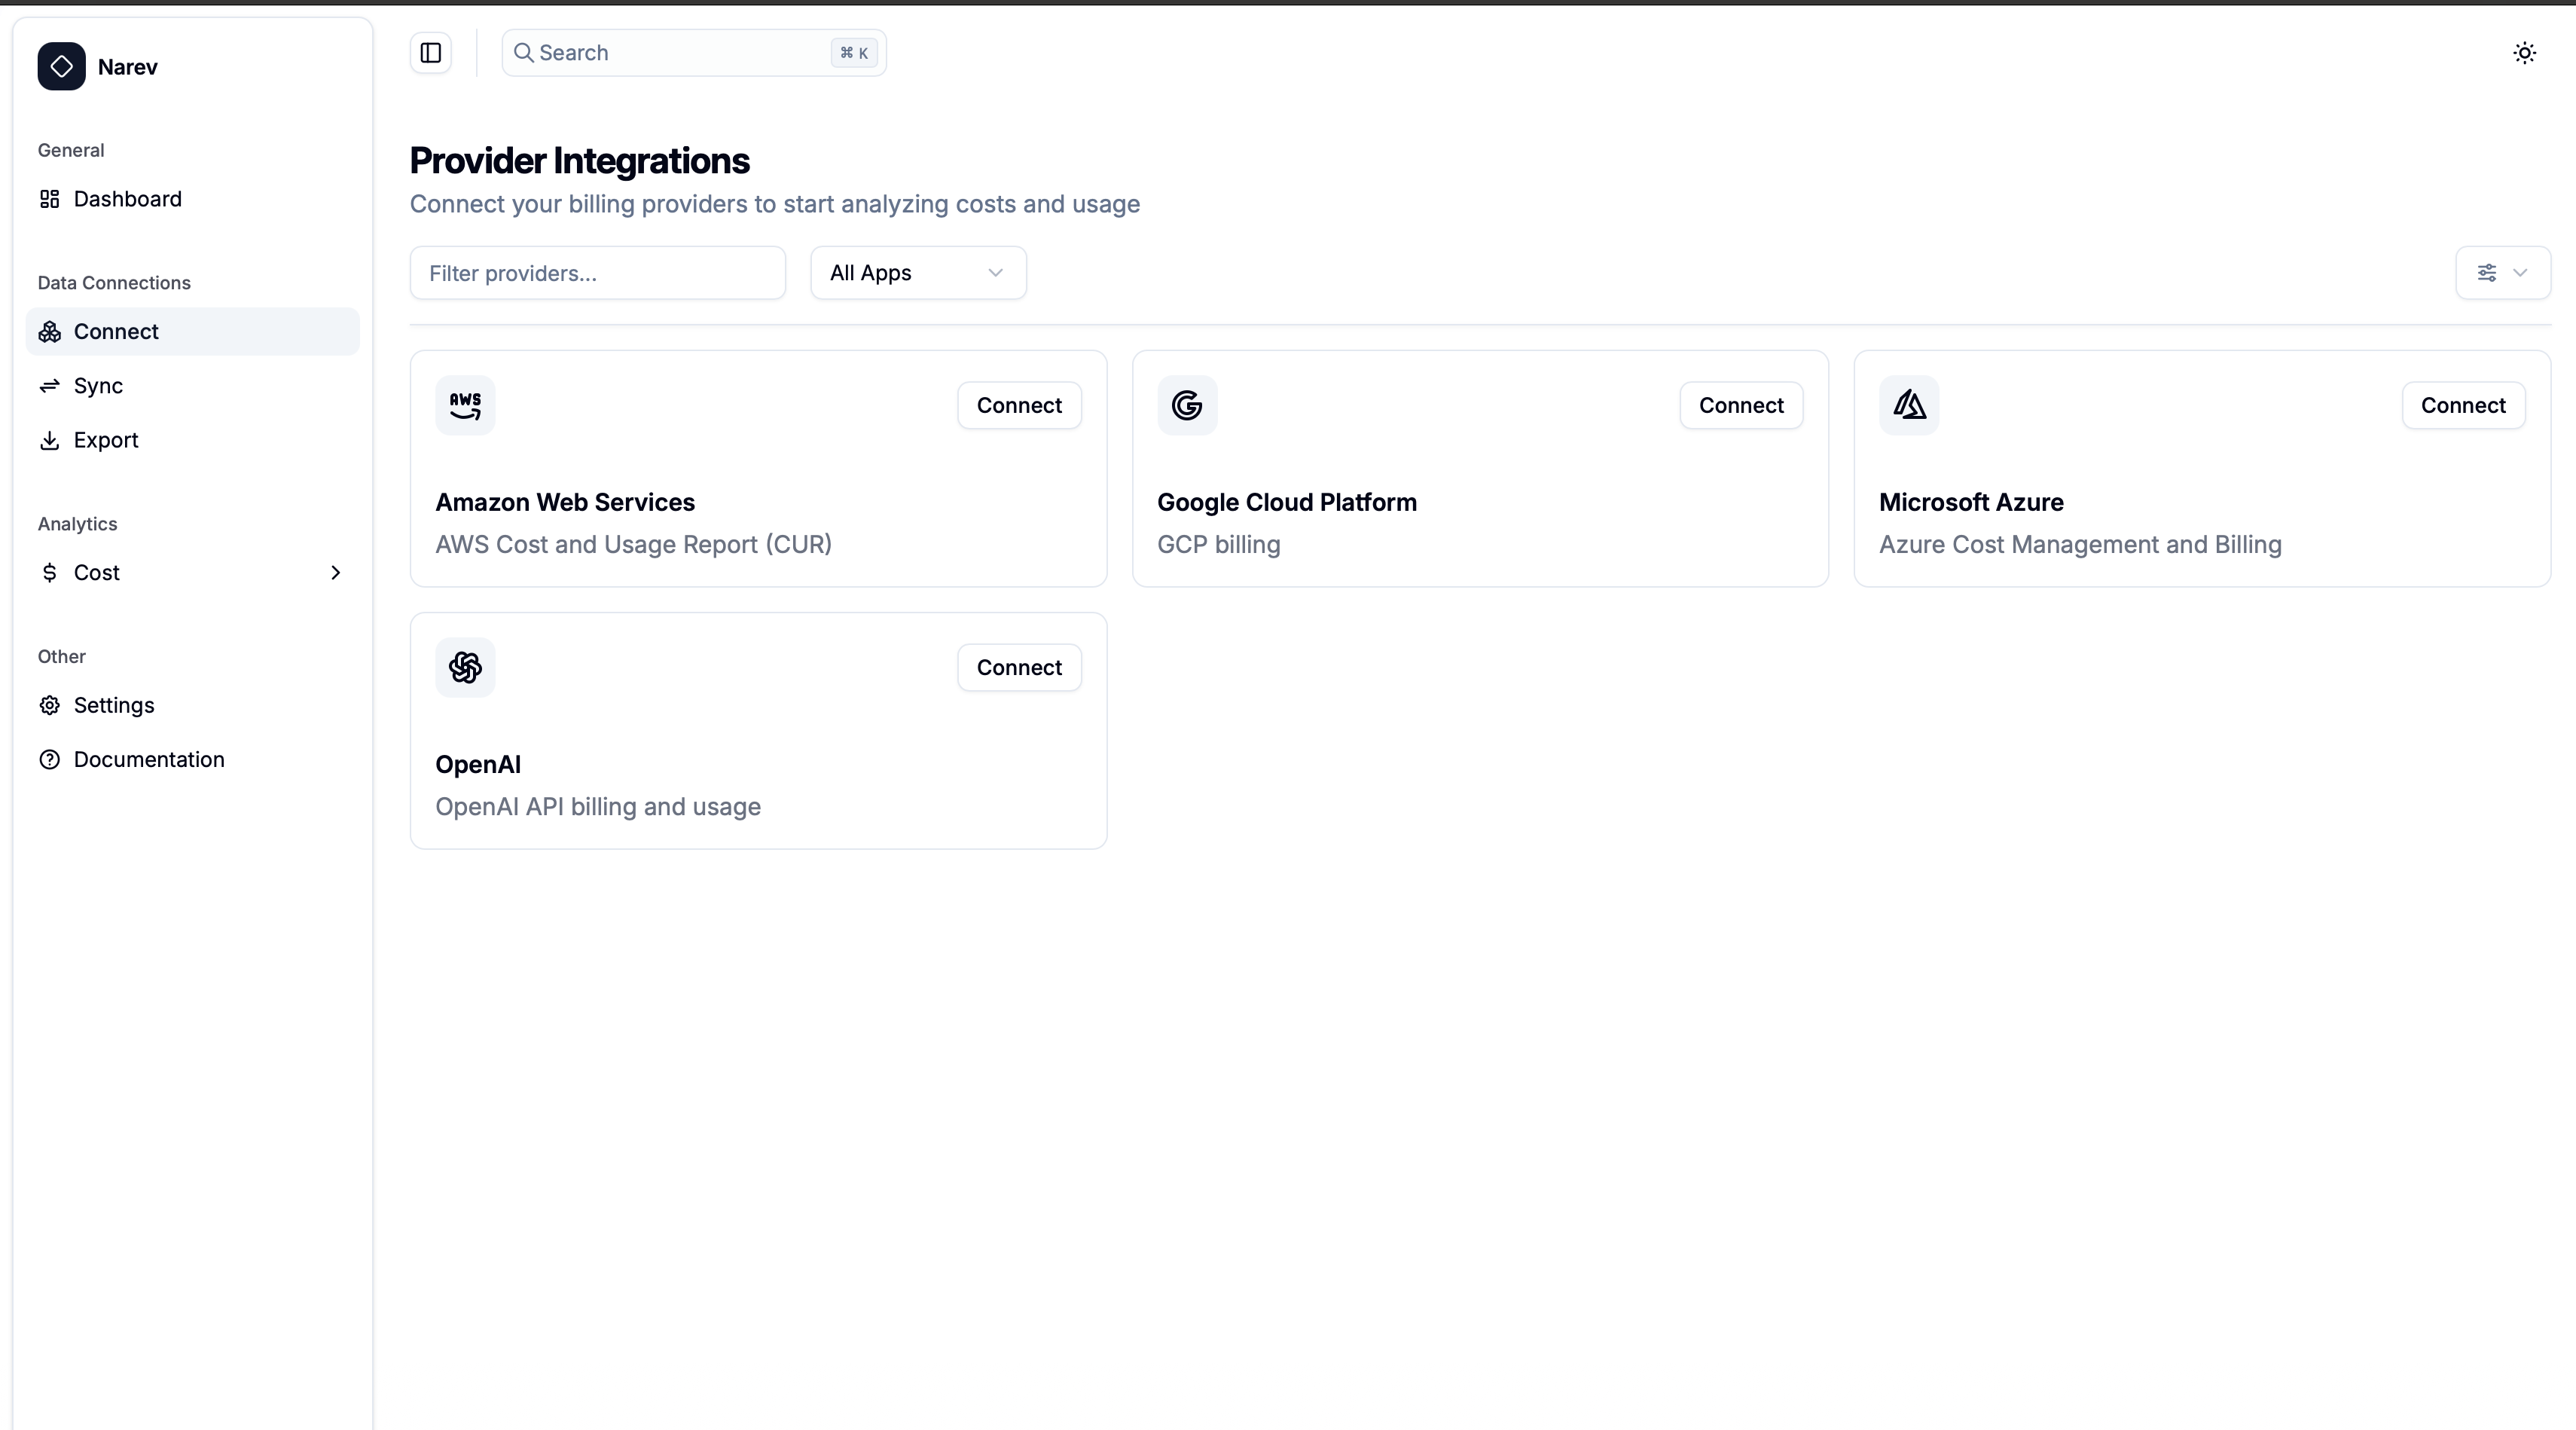 Narev
General
Dashboard
Data Connections
Connect
Sync
Export
Analytics
Cost
Other
Settings
Documentation
Search
⌘ K
Provider Integrations
Connect your billing providers to start analyzing costs and usage
Filter providers...
All Apps
AWS
Connect
Amazon Web Services
AWS Cost and Usage Report (CUR)
Connect
Google Cloud Platform
GCP billing
Connect
Microsoft Azure
Azure Cost Management and Billing
Connect
OpenAI
OpenAI API billing and usage